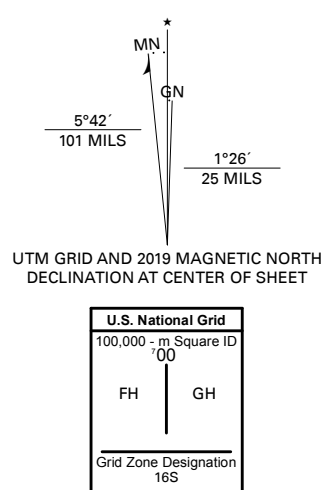 MN
GN
5°42´
101 MILS
1°26´
25 MILS
UTM GRID AND 2019 MAGNETIC NORTH
DECLINATION AT CENTER OF SHEET
U.S. National Grid
100,000 - m Square ID
⁷00
FH GH
Grid Zone Designation
16S